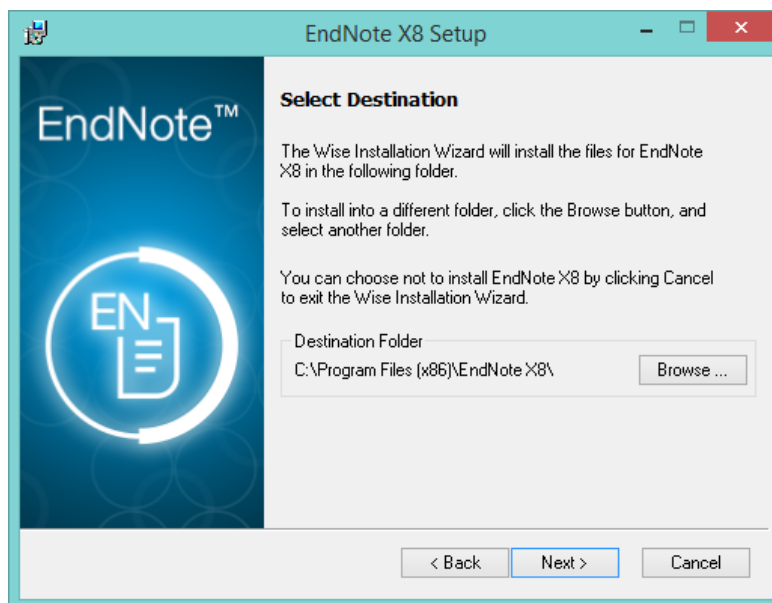 EndNote X8 Setup
EndNote™
EN
Select Destination
The Wise Installation Wizard will install the files for EndNote
X8 in the following folder.
To install into a different folder, click the Browse button, and
select another folder.
You can choose not to install EndNote X8 by clicking Cancel
to exit the Wise Installation Wizard.
Destination Folder
C:\Program Files (x86)\EndNote X8\
Browse ...
< Back
Next >
Cancel